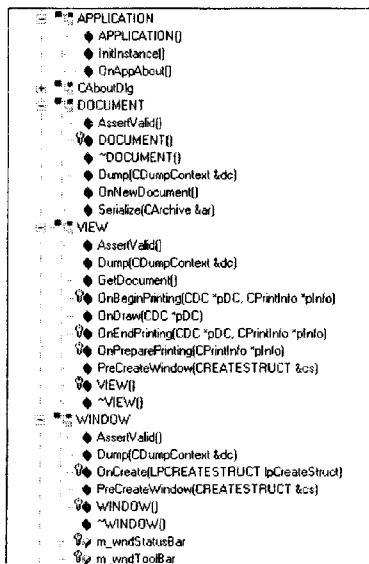 APPLICATION
APPLICATION()
InitInstance()
OnAppAbout()
CAboutDlg
DOCUMENT
AssertValid()
DOCUMENT()
~DOCUMENT()
Dump(CDumpContext &dc)
OnNewDocument()
Serialize(CArchive &ar)
VIEW
AssertValid()
Dump(CDumpContext &dc)
GetDocument()
OnBeginPrinting(CDC *pDC, CPrintInfo *pInfo)
OnDraw(CDC *pDC)
OnEndPrinting(CDC *pDC, CPrintInfo *pInfo)
OnPreparePrinting(CPrintInfo *pInfo)
PreCreateWindow(CREATESTRUCT &cs)
VIEW()
~VIEW()
WINDOW
AssertValid()
Dump(CDumpContext &dc)
OnCreate(LPCREATESTRUCT lpCreateStruct)
PreCreateWindow(CREATESTRUCT &cs)
WINDOW()
~WINDOW()
m_wndStatusBar
m_wndToolBar